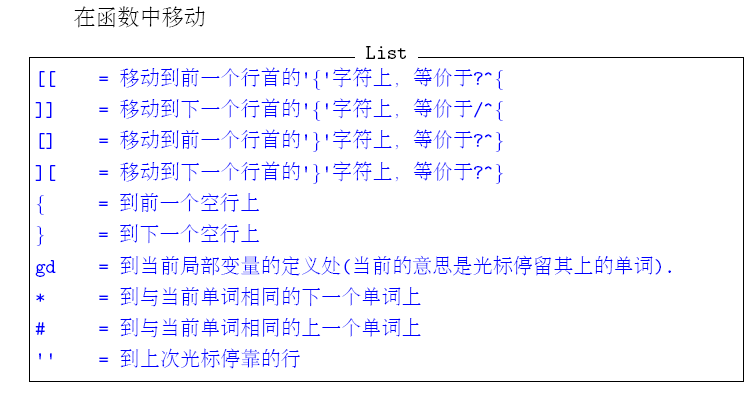 在函数中移动
List
[[ = 移动到前一个行首的'{'字符上，等价于?^{
]] = 移动到下一个行首的'{'字符上，等价于/^{
[] = 移动到前一个行首的'}'字符上，等价于?^}
][ = 移动到下一个行首的'}'字符上，等价于?^}
{ = 到前一个空行上
} = 到下一个空行上
gd = 到当前局部变量的定义处(当前的意思是光标停留其上的单词).
* = 到与当前单词相同的下一个单词上
# = 到与当前单词相同的上一个单词上
'' = 到上次光标停靠的行